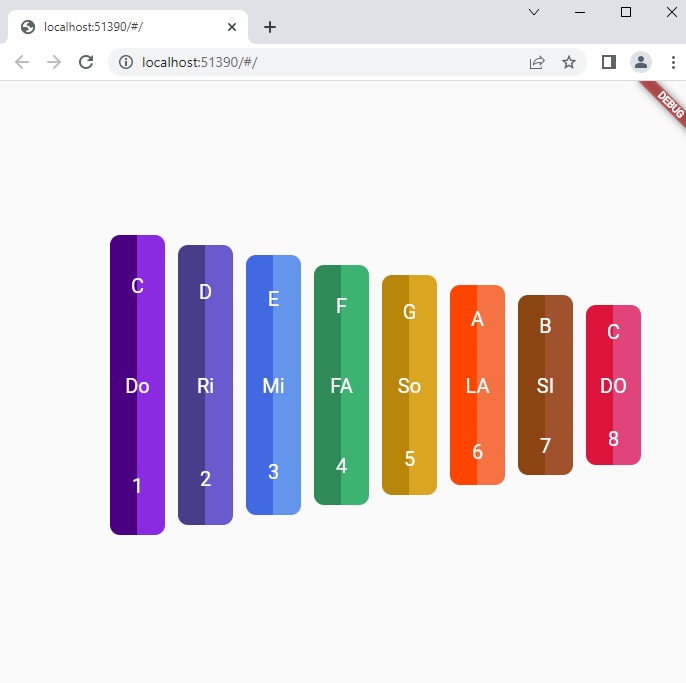 localhost:51390/#/
localhost:51390/#/
DEBUG
C D E F G A B C
Do Ri Mi FA So LA SI DO
1 2 3 4 5 6 7 8